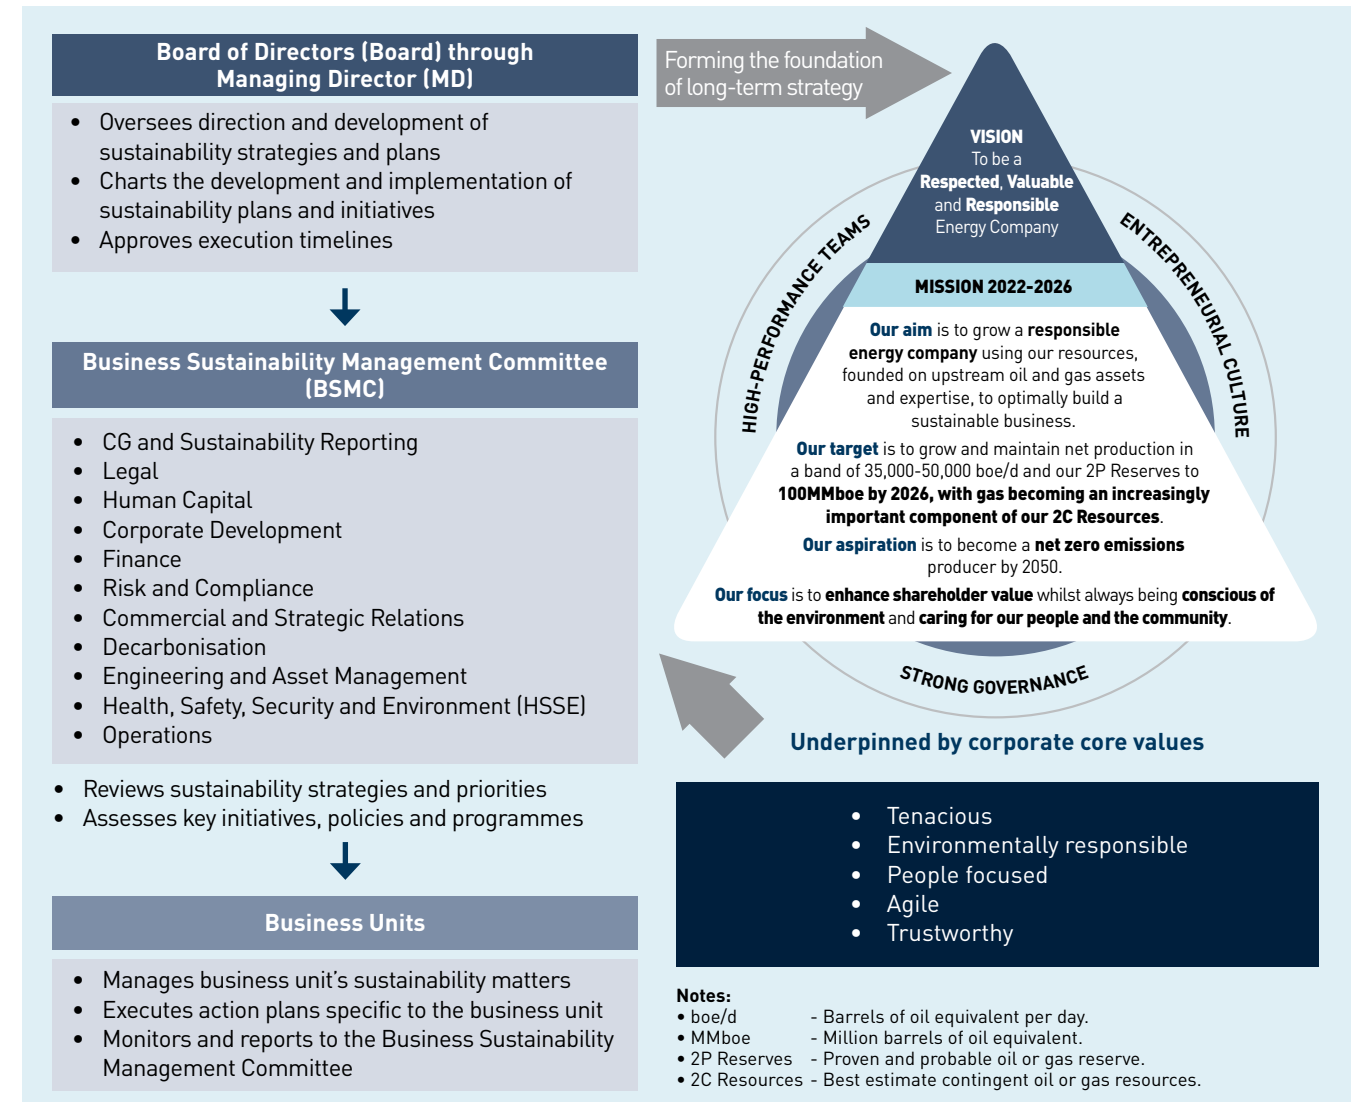 Board of Directors (Board) through
Managing Director (MD)
• Oversees direction and development of
sustainability strategies and plans
• Charts the development and implementation of
sustainability plans and initiatives
• Approves execution timelines
Business Sustainability Management Committee
(BSMC)
• CG and Sustainability Reporting
• Legal
• Human Capital
• Corporate Development
• Finance
• Risk and Compliance
• Commercial and Strategic Relations
• Decarbonisation
• Engineering and Asset Management
• Health, Safety, Security and Environment (HSSE)
• Operations
• Reviews sustainability strategies and priorities
• Assesses key initiatives, policies and programmes
Business Units
• Manages business unit's sustainability matters
• Executes action plans specific to the business unit
• Monitors and reports to the Business Sustainability
Management Committee
Forming the foundation
of long-term strategy
VISION
To be a
Respected, Valuable
and Responsible
Energy Company
HIGH-PERFORMANCE TEAMS
ENTREPRENEURIAL CULTURE
MISSION 2022-2026
Our aim is to grow a responsible
energy company using our resources,
founded on upstream oil and gas assets
and expertise, to optimally build a
sustainable business.
Our target is to grow and maintain net production in
a band of 35,000-50,000 boe/d and our 2P Reserves to
100MMboe by 2026, with gas becoming an increasingly
important component of our 2C Resources.
Our aspiration is to become a net zero emissions
producer by 2050.
Our focus is to enhance shareholder value whilst always being conscious of
the environment and caring for our people and the community.
STRONG GOVERNANCE
Underpinned by corporate core values
• Tenacious
• Environmentally responsible
• People focused
• Agile
• Trustworthy
Notes:
• boe/d - Barrels of oil equivalent per day.
• MMboe - Million barrels of oil equivalent.
• 2P Reserves - Proven and probable oil or gas reserve.
• 2C Resources - Best estimate contingent oil or gas resources.